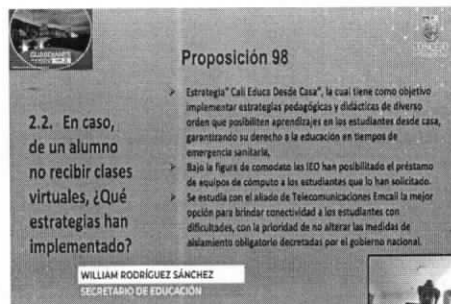 GUARDIANES
Proposición 98
2.2. En caso,
de un alumno
no recibir clases
virtuales, ¿Qué
estrategias han
implementado?
➢ Estrategia" Cali Educa Desde Casa", la cual tiene como objetivo
implementar estrategias pedagógicas y didácticas de diverso
orden que posibiliten aprendizajes en los estudiantes desde casa,
garantizando su derecho a la educación en tiempos de
emergencia sanitaria,
➢ Bajo la figura de comodato las IEO han posibilitado el préstamo
de equipos de cómputo a los estudiantes que lo han solicitado.
➢ Se estudia con el aliado de Telecomunicaciones Emcali la mejor
opción para brindar conectividad a los estudiantes con
dificultades, con la prioridad de no alterar las medidas de
aislamiento obligatorio decretadas por el gobierno nacional.
WILLIAM RODRÍGUEZ SÁNCHEZ
SECRETARIO DE EDUCACIÓN